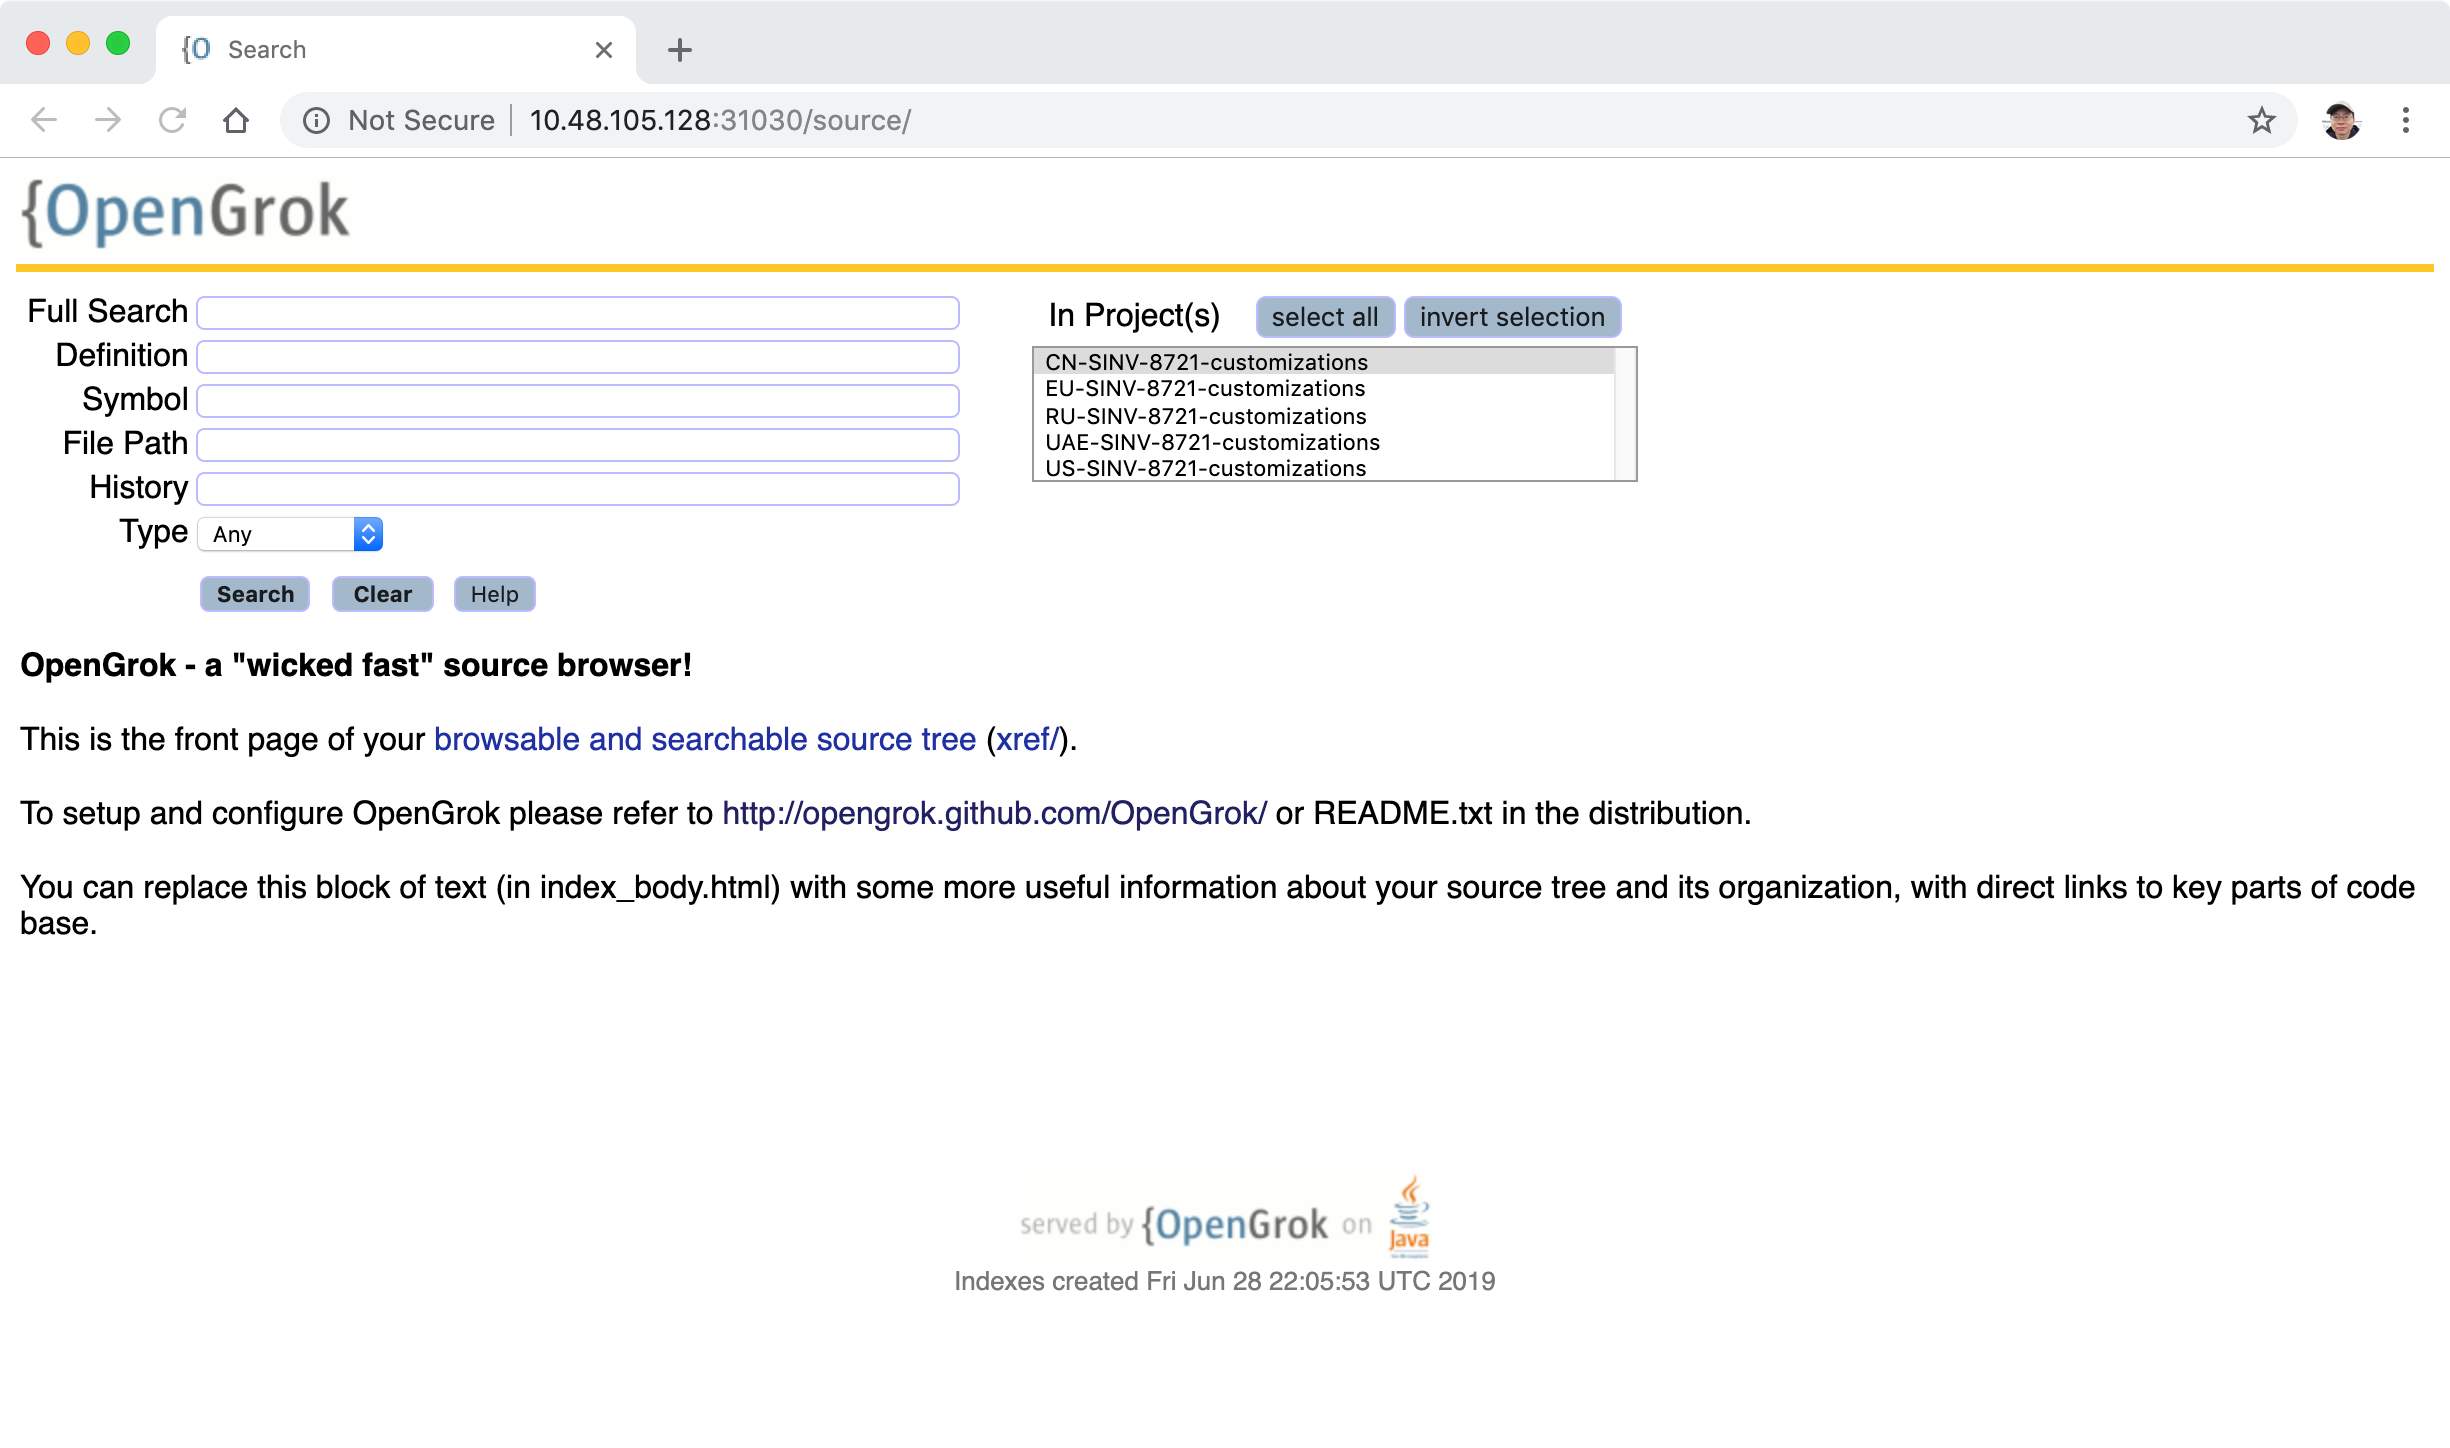 {O Search
Not Secure 10.48.105.128:31030/source/
{OpenGrok
Full Search
Definition
Symbol
File Path
History
Type Any
Search Clear Help
In Project(s) select all invert selection
CN-SINV-8721-customizations
EU-SINV-8721-customizations
RU-SINV-8721-customizations
UAE-SINV-8721-customizations
US-SINV-8721-customizations
OpenGrok - a "wicked fast" source browser!
This is the front page of your browsable and searchable source tree (xref/).
To setup and configure OpenGrok please refer to http://opengrok.github.com/OpenGrok/ or README.txt in the distribution.
You can replace this block of text (in index_body.html) with some more useful information about your source tree and its organization, with direct links to key parts of code
base.
served by {OpenGrok on Java
Indexes created Fri Jun 28 22:05:53 UTC 2019